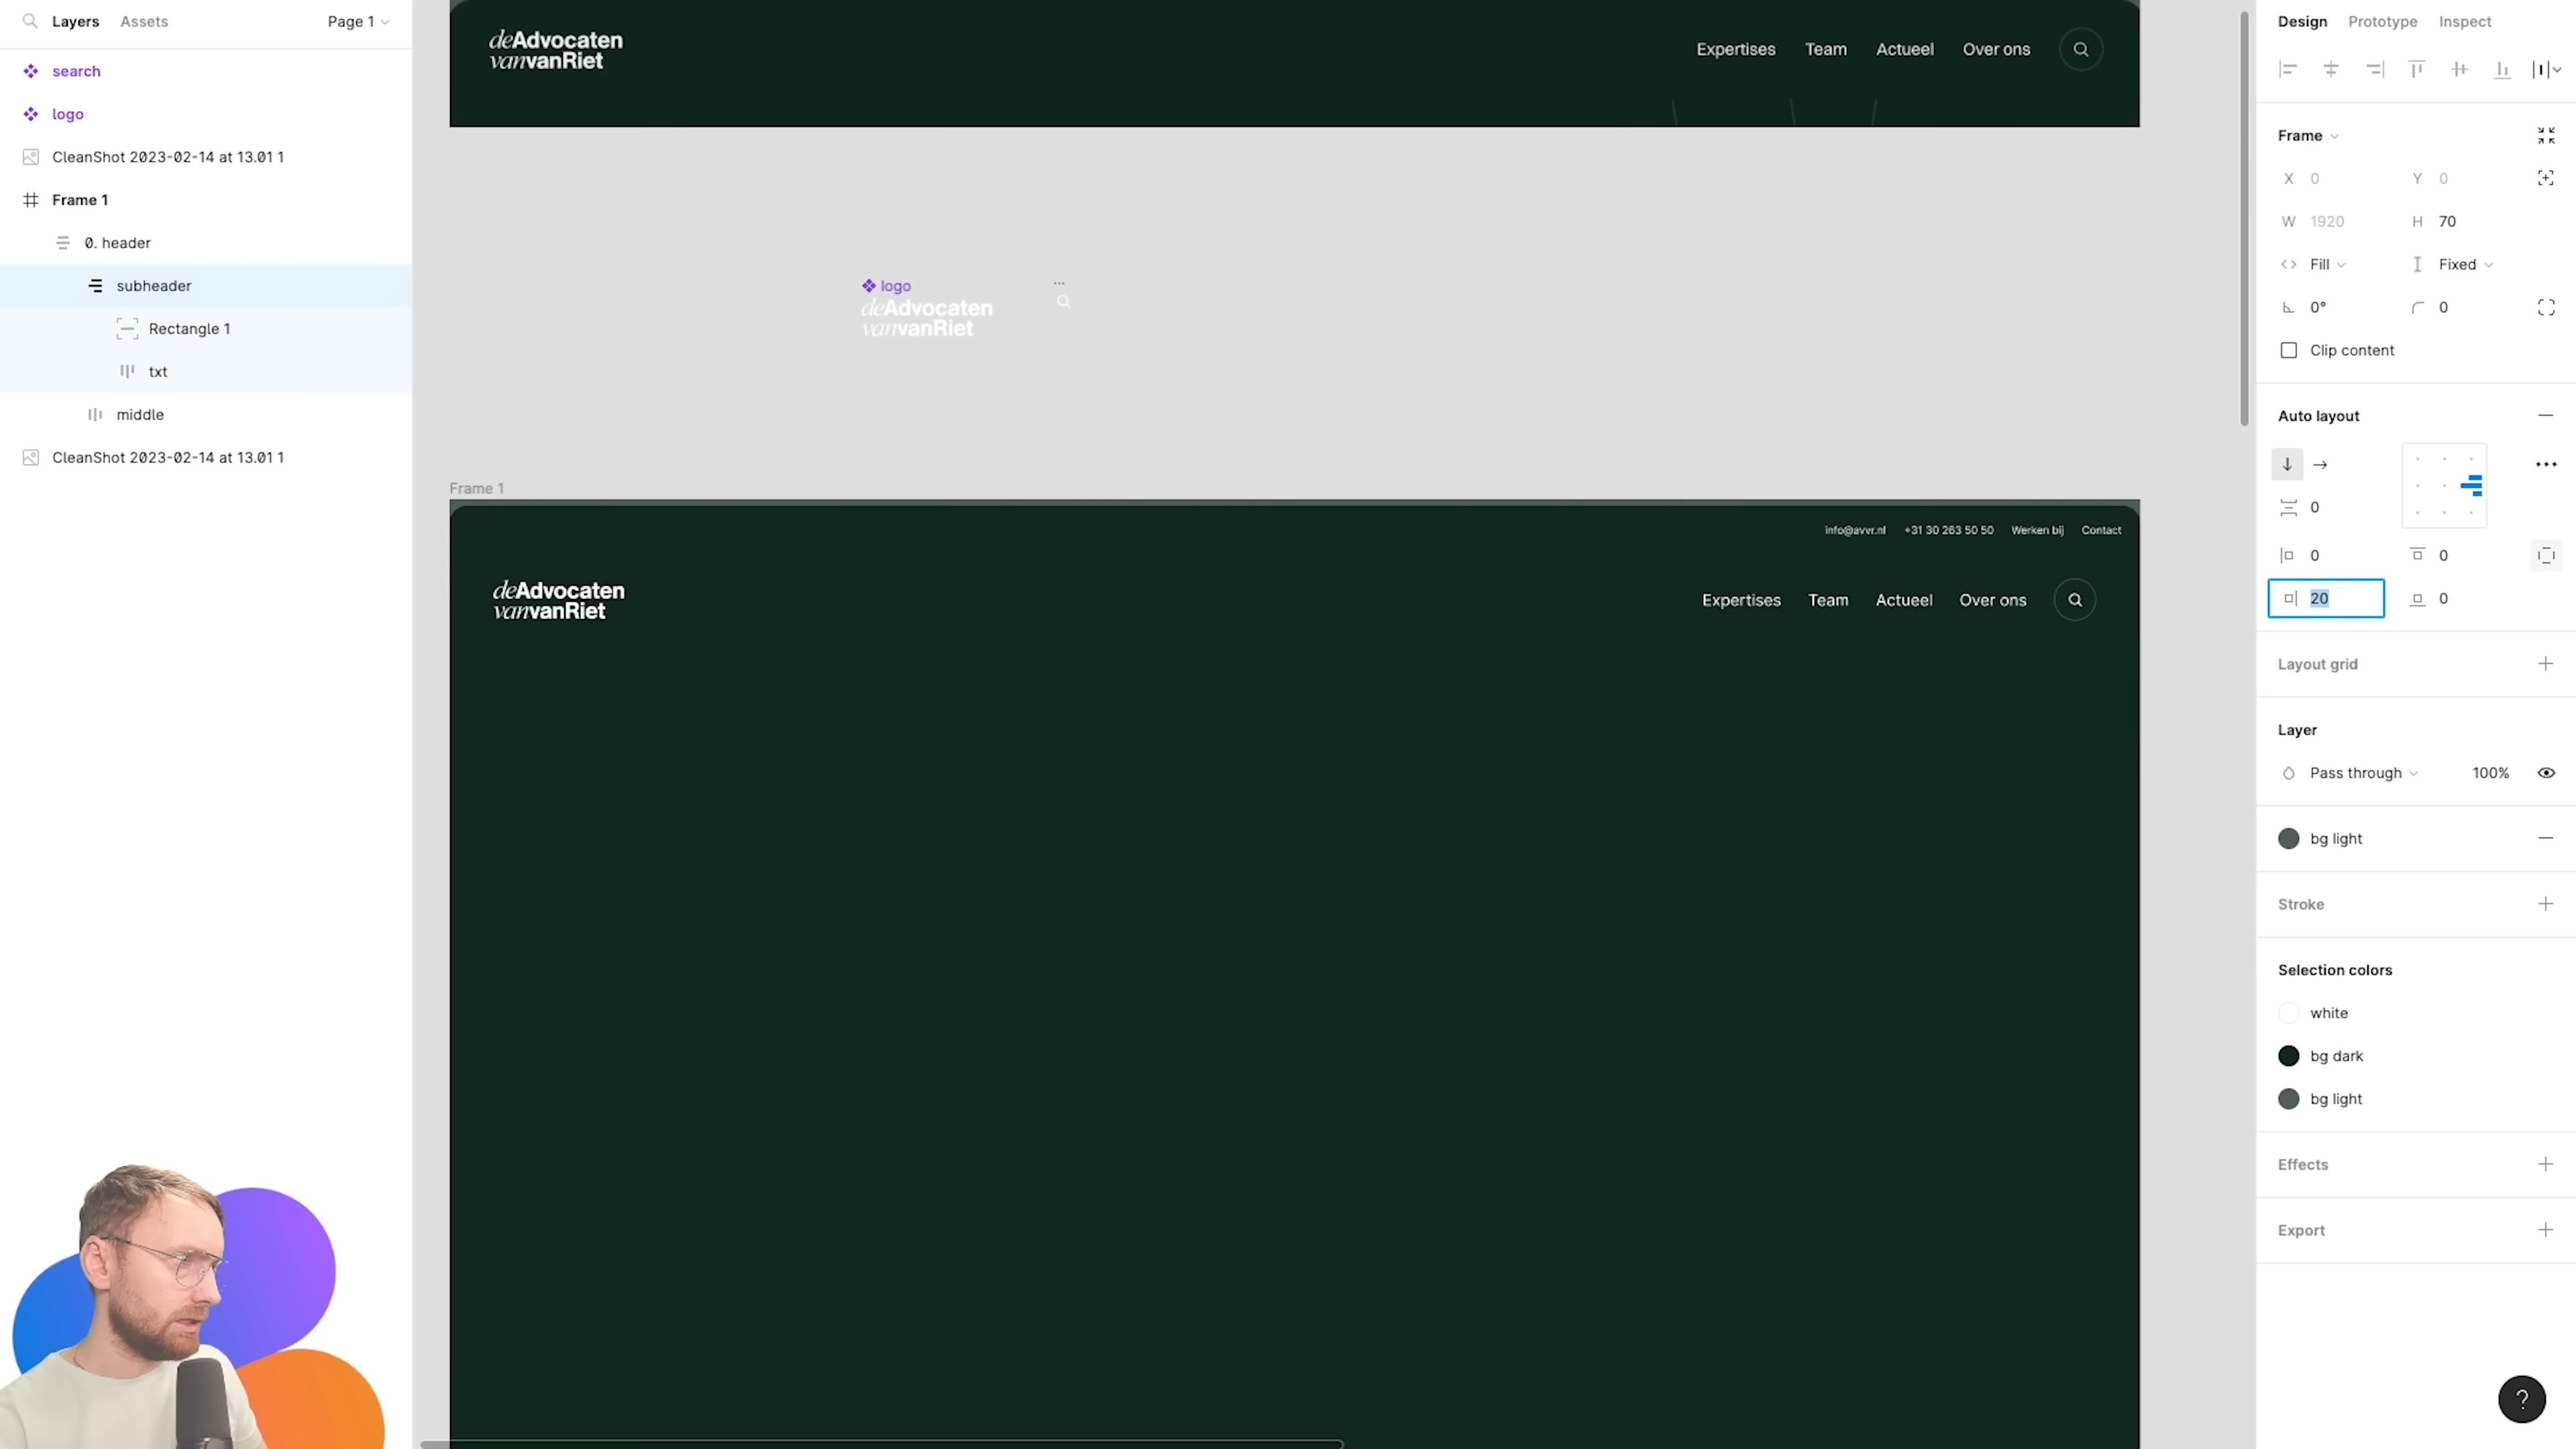 Layers Assets Page 1
search
logo
CleanShot 2023-02-14 at 13.01 1
Frame 1
0. header
subheader
Rectangle 1
txt
middle
CleanShot 2023-02-14 at 13.01 1
deAdvocaten
vanvanRiet
Expertises Team Actueel Over ons
logo ...
deAdvocaten
vanvanRiet
Frame 1
info@avvr.nl +31 30 263 50 50 Werken bij Contact
deAdvocaten
vanvanRiet
Expertises Team Actueel Over ons
Design Prototype Inspect
Frame
X 0 Y 0
W 1920 H 70
Fill Fixed
0° 0
Clip content
Auto layout
0
0 0
20 0
Layout grid
Layer
Pass through 100%
bg light
Stroke
Selection colors
white
bg dark
bg light
Effects
Export
?